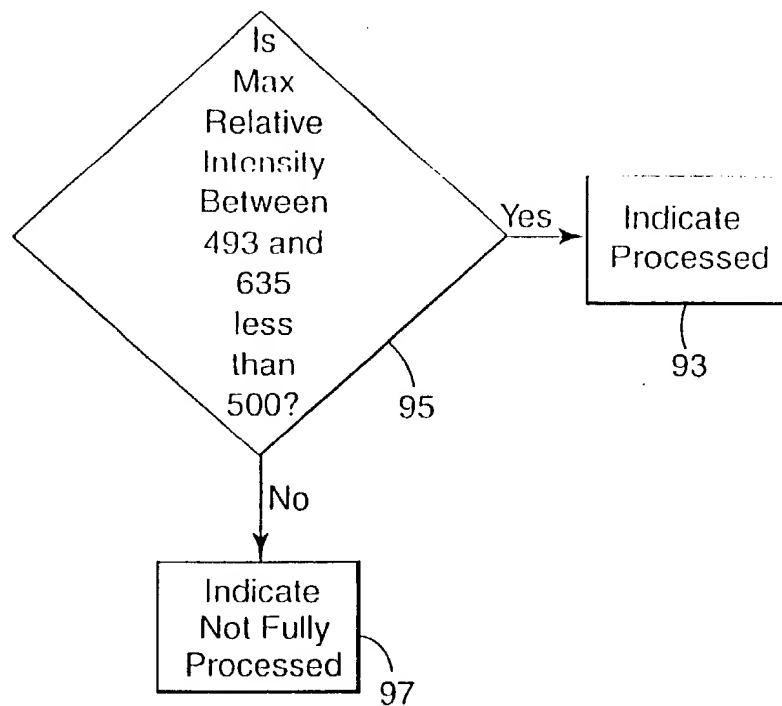 Is
Max
Relative
Intensity
Between
493 and
635
less
than
500?
Yes
Indicate
Processed
93
95
No
Indicate
Not Fully
Processed
97